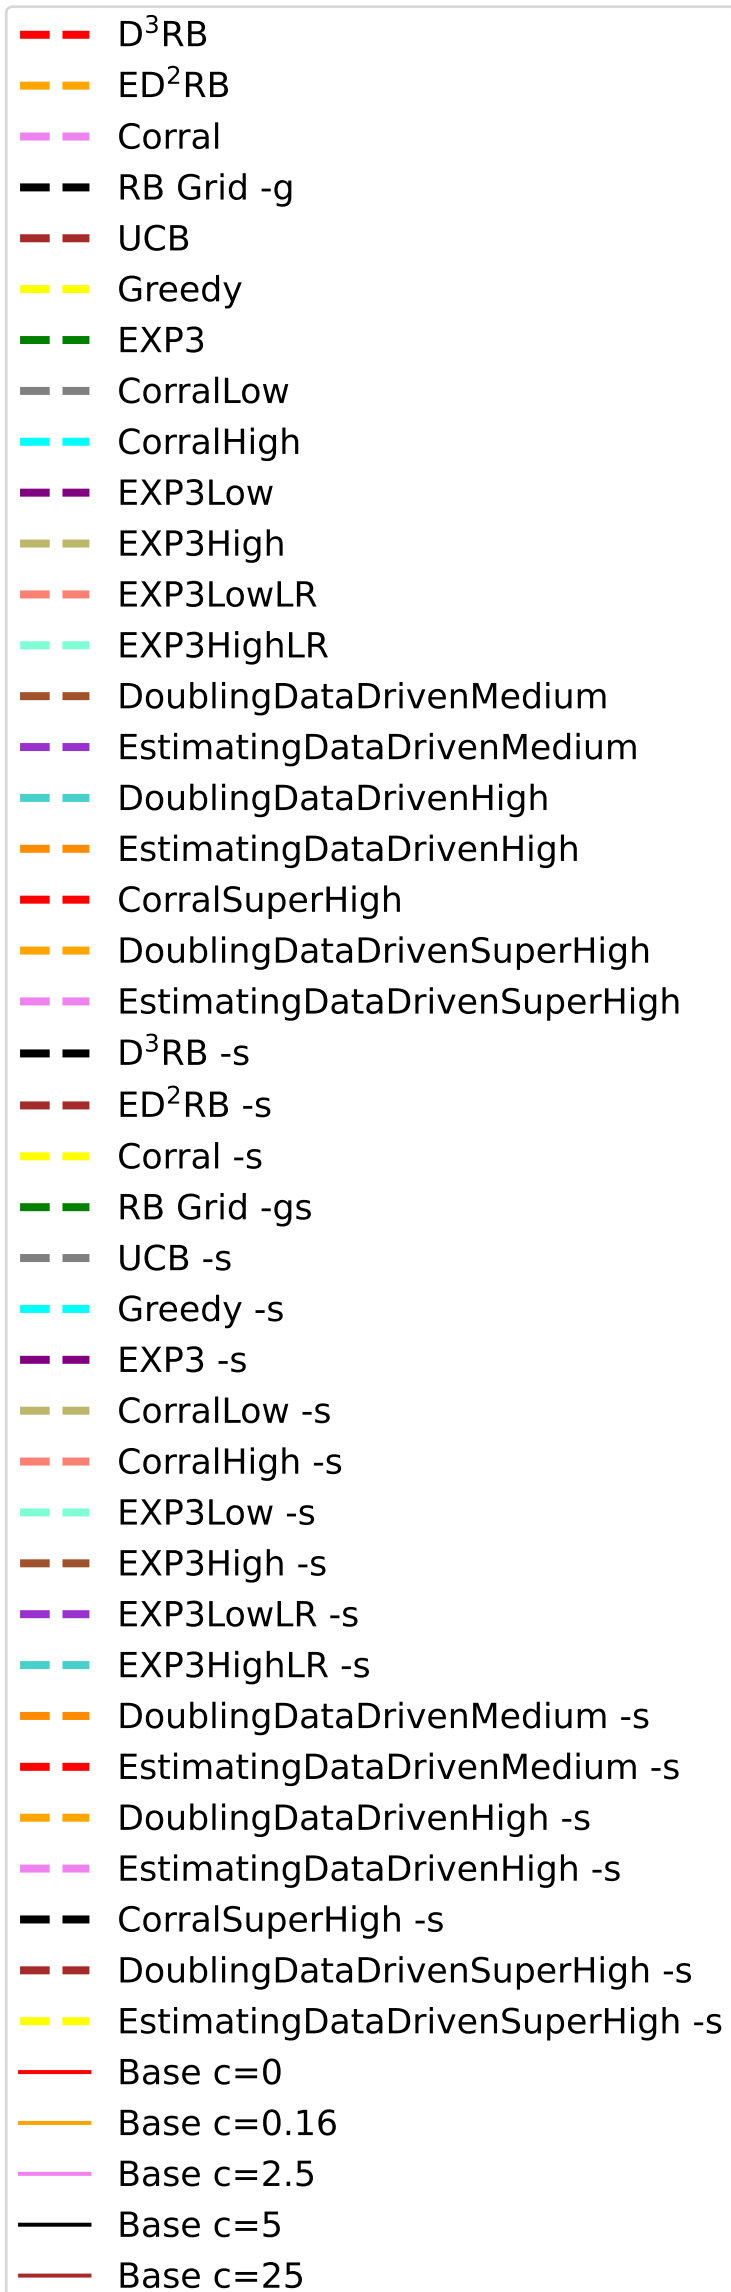 D³RB
ED²RB
Corral
RB Grid -g
UCB
Greedy
EXP3
CorralLow
CorralHigh
EXP3Low
EXP3High
EXP3LowLR
EXP3HighLR
DoublingDataDrivenMedium
EstimatingDataDrivenMedium
DoublingDataDrivenHigh
EstimatingDataDrivenHigh
CorralSuperHigh
DoublingDataDrivenSuperHigh
EstimatingDataDrivenSuperHigh
D³RB -s
ED²RB -s
Corral -s
RB Grid -gs
UCB -s
Greedy -s
EXP3 -s
CorralLow -s
CorralHigh -s
EXP3Low -s
EXP3High -s
EXP3LowLR -s
EXP3HighLR -s
DoublingDataDrivenMedium -s
EstimatingDataDrivenMedium -s
DoublingDataDrivenHigh -s
EstimatingDataDrivenHigh -s
CorralSuperHigh -s
DoublingDataDrivenSuperHigh -s
EstimatingDataDrivenSuperHigh -s
Base c=0
Base c=0.16
Base c=2.5
Base c=5
Base c=25